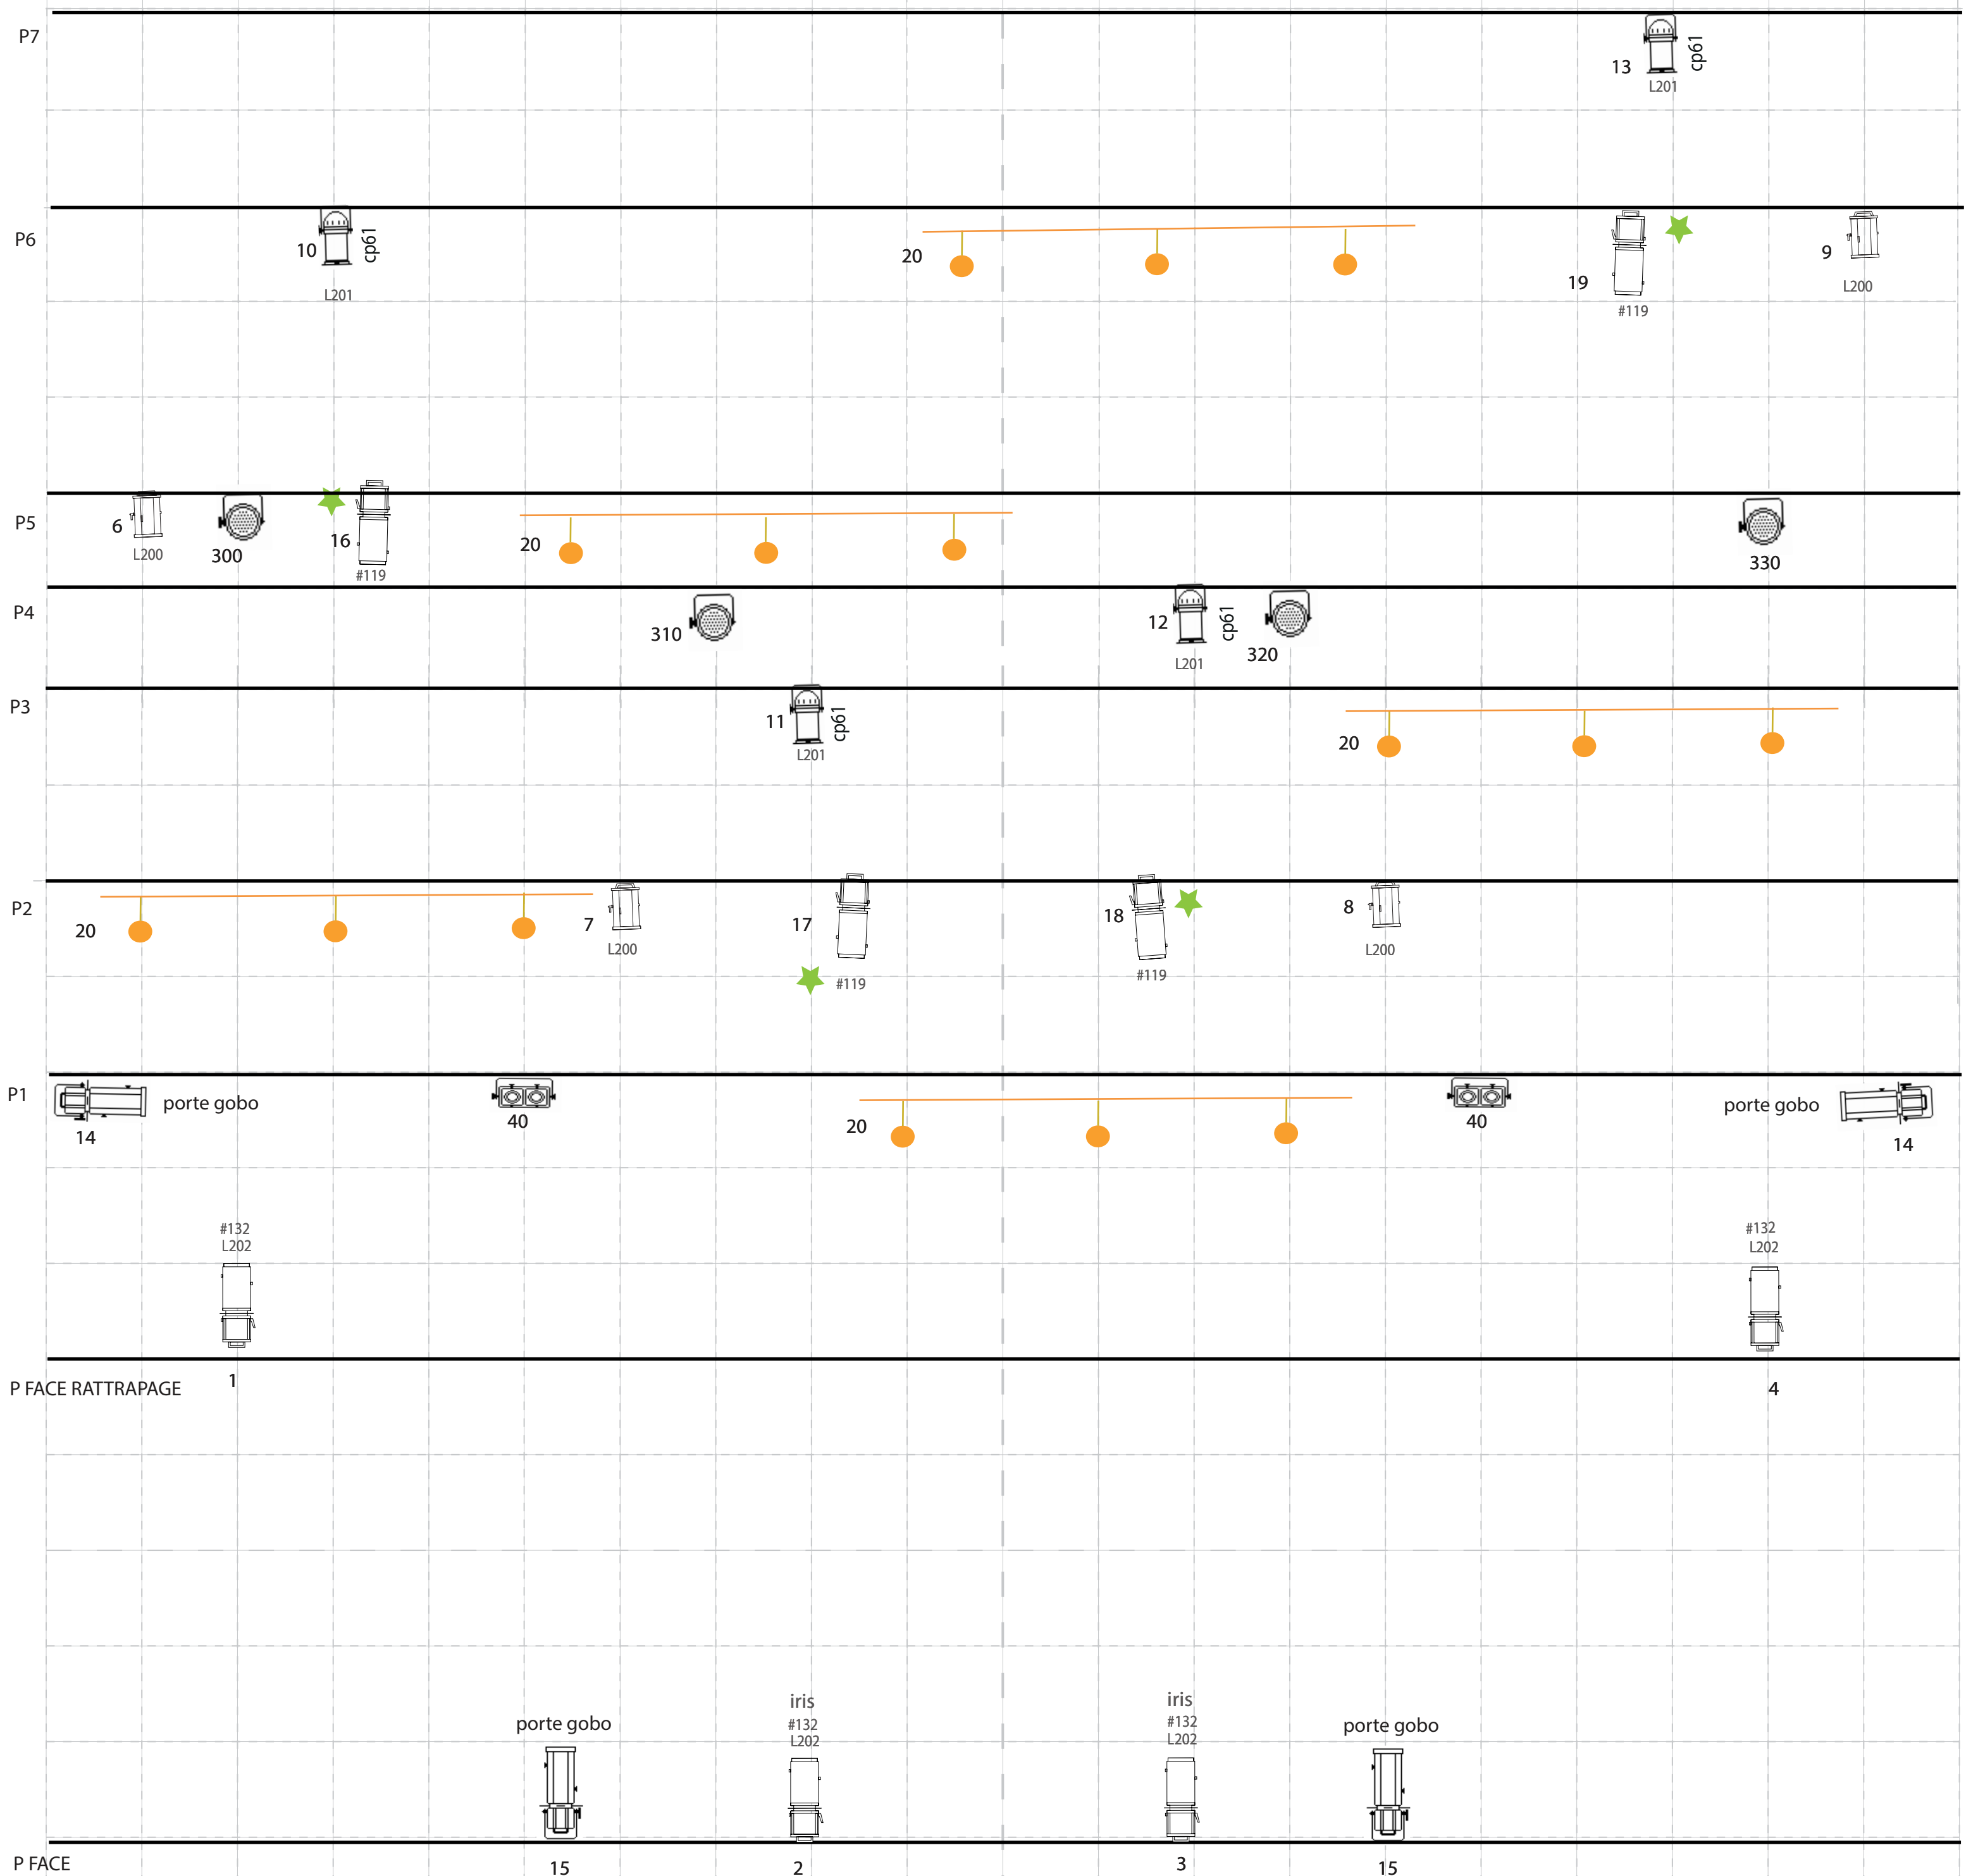 P7
13
cp61
L201
P6
10
cp61
L201
20
19
#119
9
L200
P5
6
L200
300
16
#119
20
330
P4
310
12
cp61
L201
320
P3
11
cp61
L201
20
P2
20
7
L200
17
#119
18
#119
8
L200
P1
14
porte gobo
40
20
40
porte gobo
14
#132
L202
#132
L202
P FACE RATTRAPAGE
1
4
porte gobo
iris
#132
L202
iris
#132
L202
porte gobo
P FACE
15
2
3
15